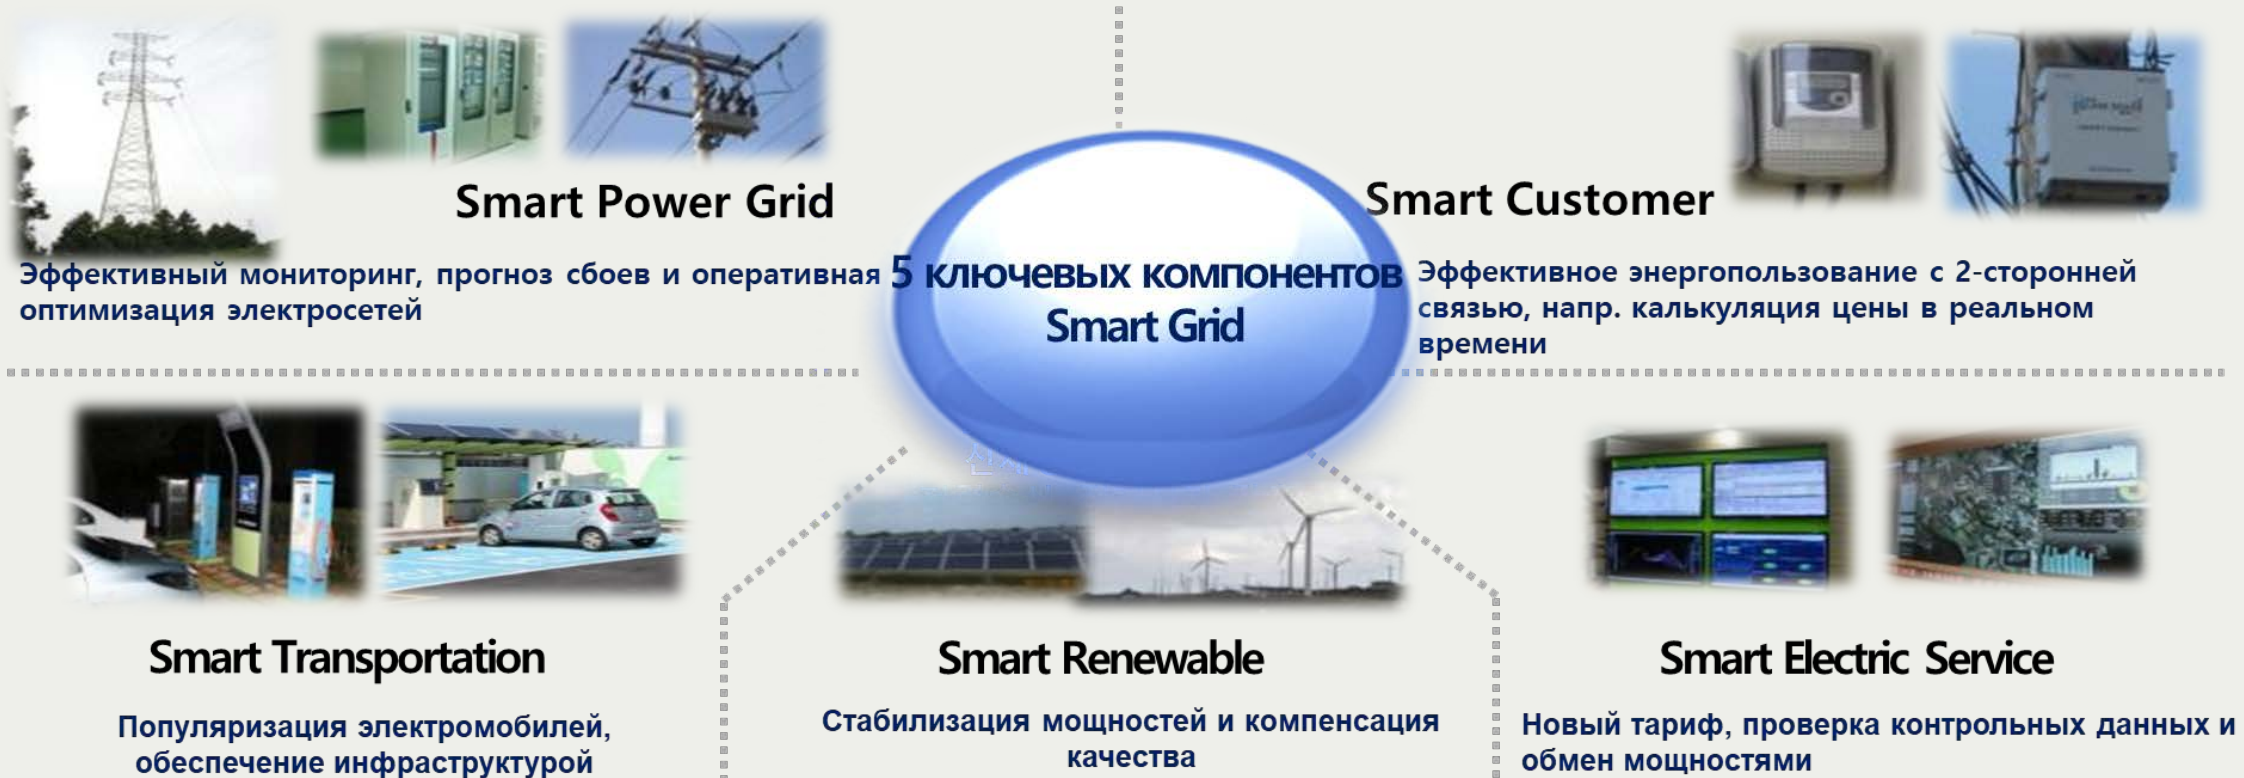 Smart Power Grid
Эффективный мониторинг, прогноз сбоев и оперативная
оптимизация электросетей
5 ключевых компонентов
Smart Grid
Smart Customer
Эффективное энергопользование с 2-сторонней
связью, напр. калькуляция цены в реальном
времени
Smart Transportation
Популяризация электромобилей,
обеспечение инфраструктурой
Smart Renewable
Стабилизация мощностей и компенсация
качества
Smart Electric Service
Новый тариф, проверка контрольных данных и
обмен мощностями